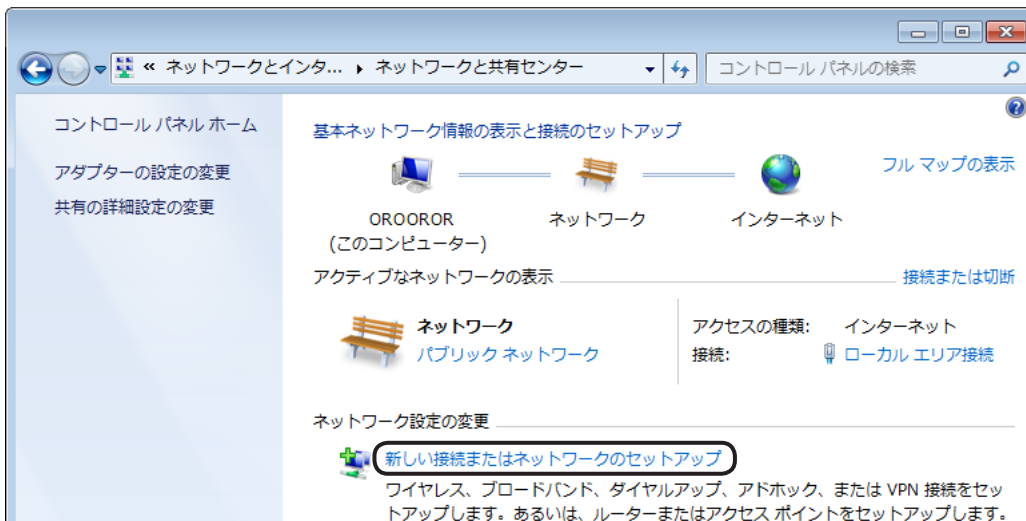 « ネットワークとインタ... ▸ ネットワークと共有センター
コントロール パネルの検索
コントロール パネル ホーム
アダプターの設定の変更
共有の詳細設定の変更
基本ネットワーク情報の表示と接続のセットアップ
フル マップの表示
OROOROR
(このコンピューター)
ネットワーク
インターネット
アクティブなネットワークの表示
接続または切断
ネットワーク
パブリック ネットワーク
アクセスの種類: インターネット
接続: ローカル エリア接続
ネットワーク設定の変更
新しい接続またはネットワークのセットアップ
ワイヤレス、ブロードバンド、ダイヤルアップ、アドホック、または VPN 接続をセッ
トアップします。あるいは、ルーターまたはアクセス ポイントをセットアップします。